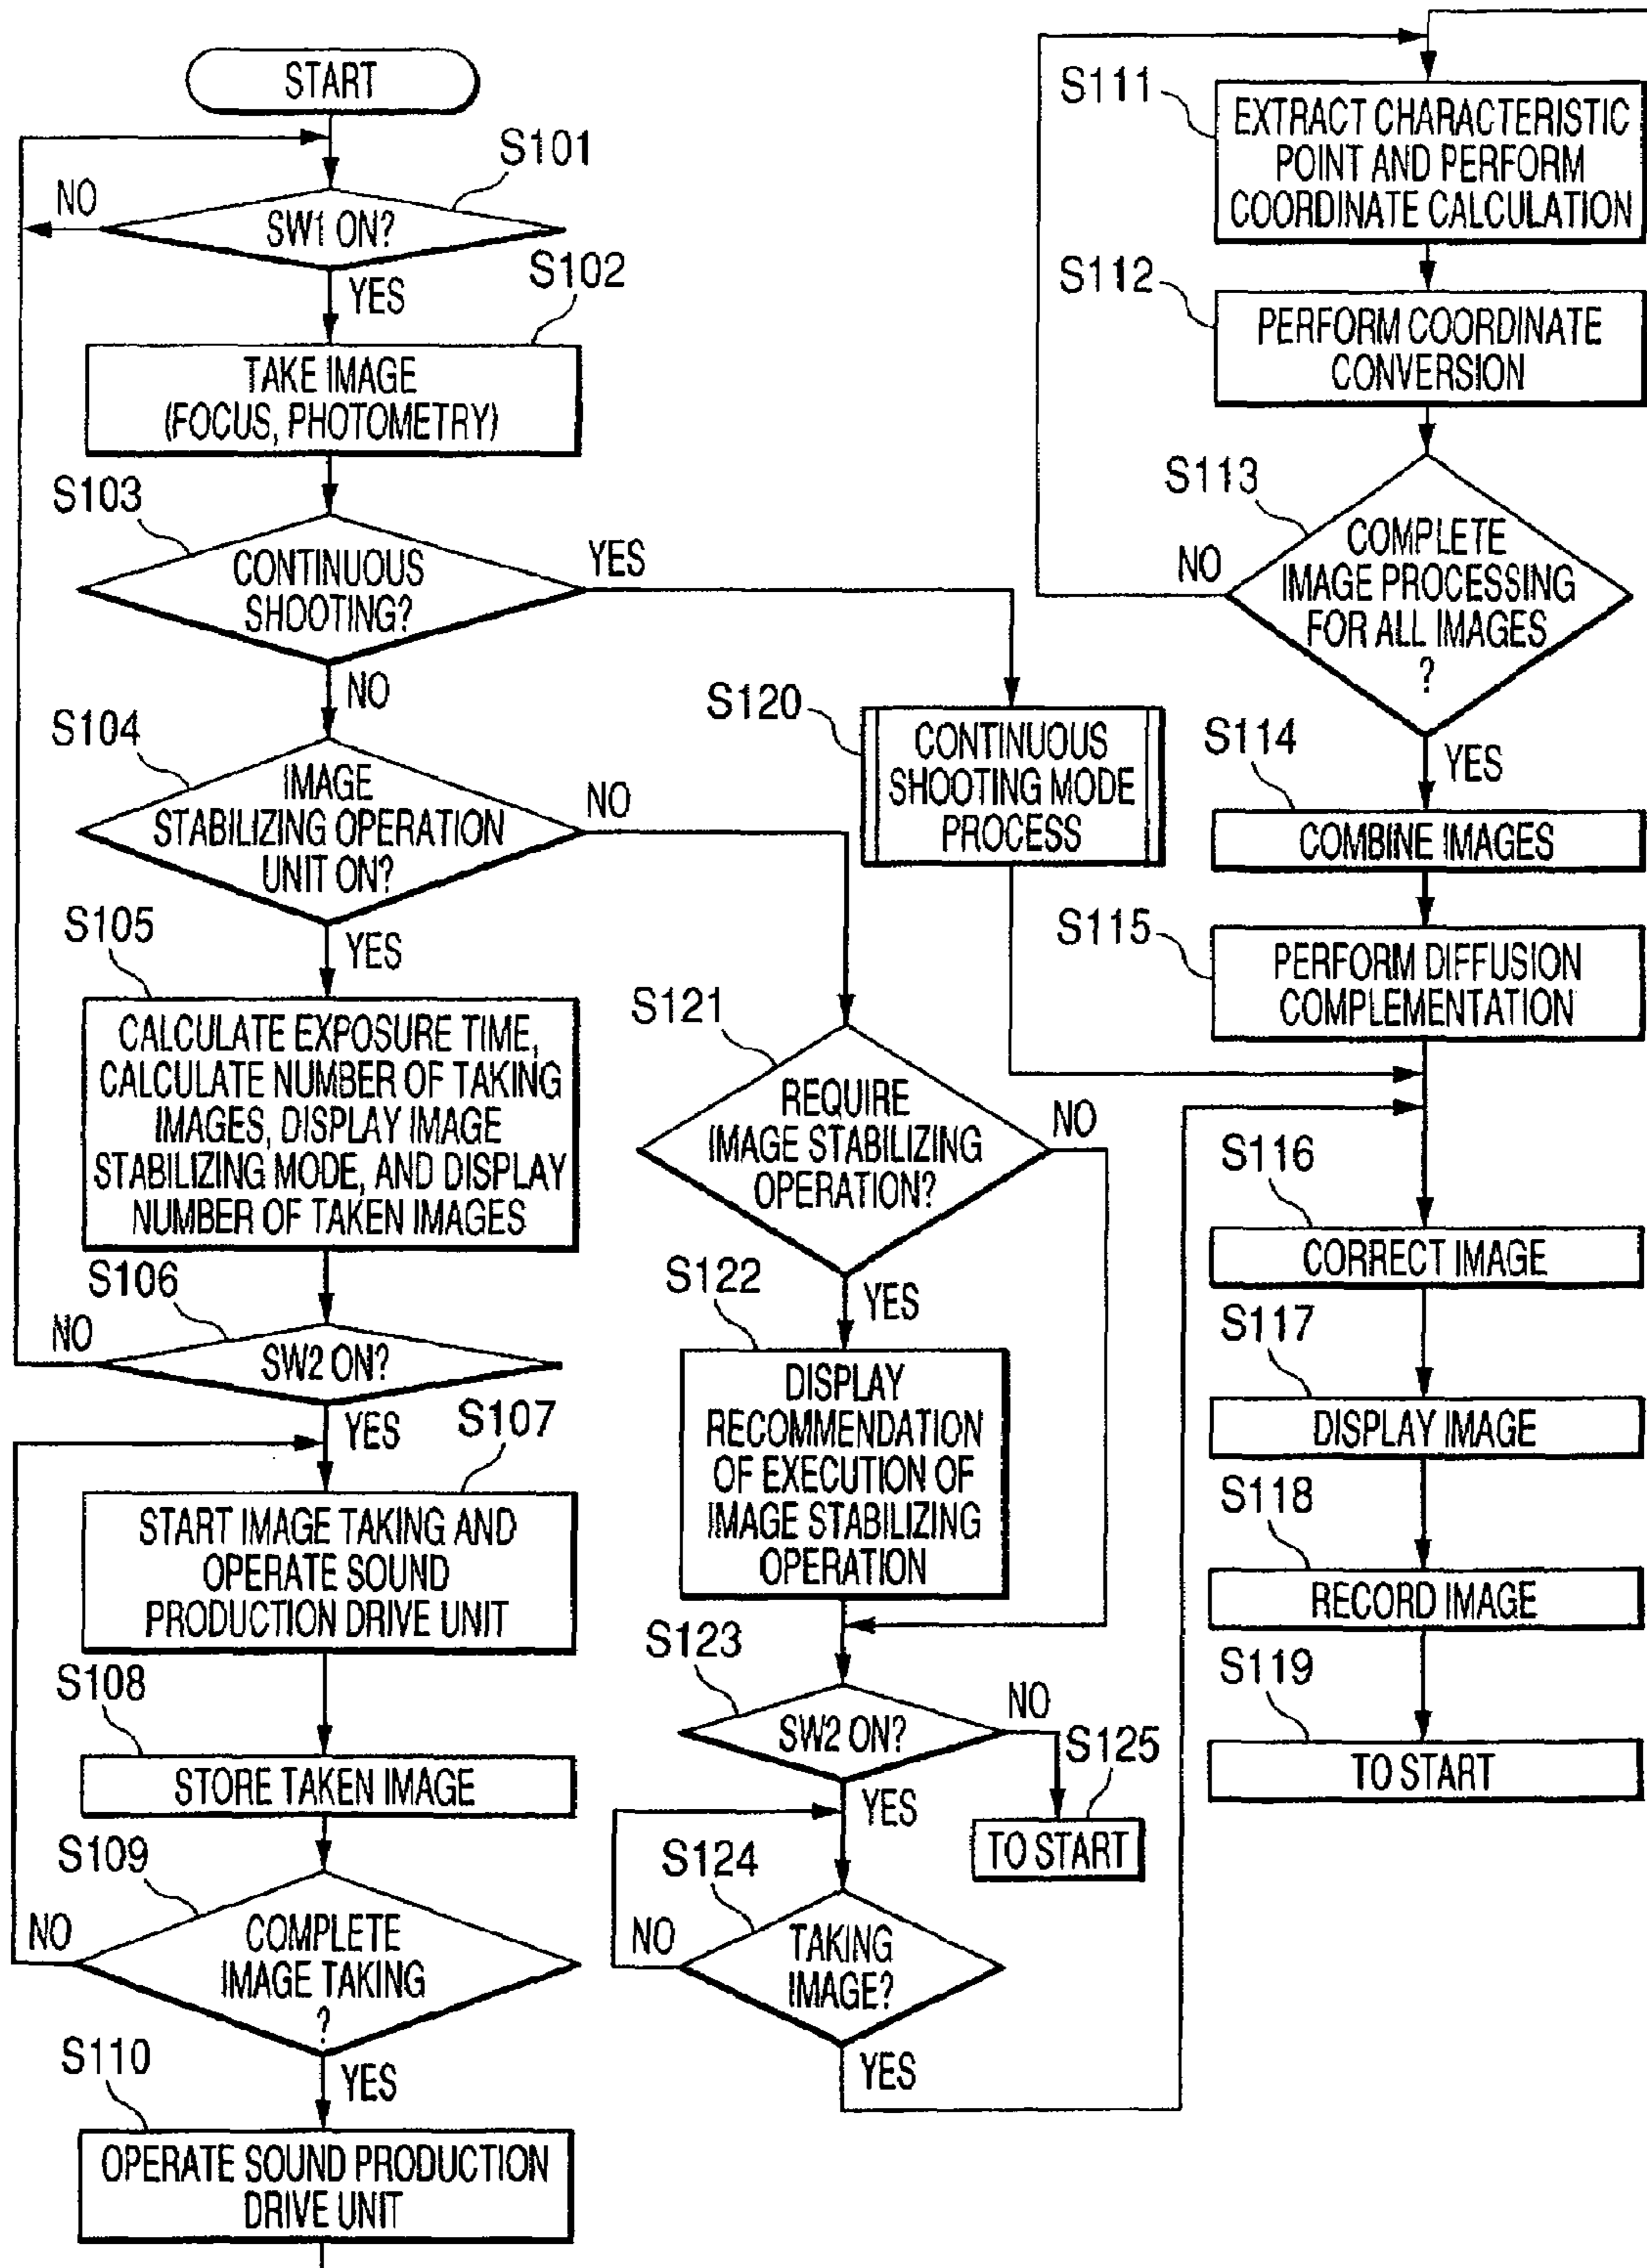 START
S101
SW1 ON?
NO
YES
S102
TAKE IMAGE
(FOCUS, PHOTOMETRY)
S103
CONTINUOUS
SHOOTING?
YES
NO
S104
IMAGE
STABILIZING OPERATION
UNIT ON?
NO
YES
S105
CALCULATE EXPOSURE TIME,
CALCULATE NUMBER OF TAKING
IMAGES, DISPLAY IMAGE
STABILIZING MODE, AND DISPLAY
NUMBER OF TAKEN IMAGES
S106
NO
SW2 ON?
YES
S107
START IMAGE TAKING AND
OPERATE SOUND
PRODUCTION DRIVE UNIT
S108
STORE TAKEN IMAGE
S109
NO
COMPLETE
IMAGE TAKING
?
YES
S110
OPERATE SOUND PRODUCTION
DRIVE UNIT
S120
CONTINUOUS
SHOOTING MODE
PROCESS
S121
REQUIRE
IMAGE STABILIZING
OPERATION?
NO
YES
S122
DISPLAY
RECOMMENDATION
OF EXECUTION OF
IMAGE STABILIZING
OPERATION
S123
SW2 ON?
NO
YES
S125
TO START
S124
NO
TAKING
IMAGE?
YES
S111
EXTRACT CHARACTERISTIC
POINT AND PERFORM
COORDINATE CALCULATION
S112
PERFORM COORDINATE
CONVERSION
S113
NO
COMPLETE
IMAGE PROCESSING
FOR ALL IMAGES
?
YES
S114
COMBINE IMAGES
S115
PERFORM DIFFUSION
COMPLEMENTATION
S116
CORRECT IMAGE
S117
DISPLAY IMAGE
S118
RECORD IMAGE
S119
TO START